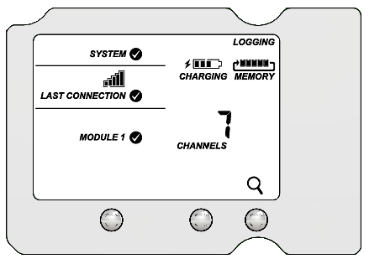 LOGGING
SYSTEM
CHARGING MEMORY
LAST CONNECTION
7
MODULE 1
CHANNELS